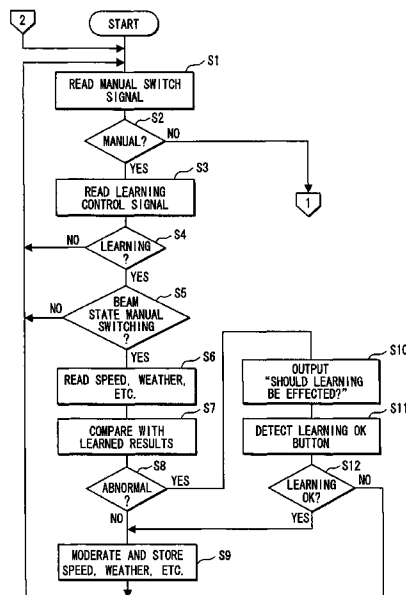 2
START
S1
READ MANUAL SWITCH
SIGNAL
S2
MANUAL?
NO
YES
1
S3
READ LEARNING
CONTROL SIGNAL
S4
NO
LEARNING
?
YES
S5
NO
BEAM
STATE MANUAL
SWITCHING
?
YES
S6
READ SPEED, WEATHER,
ETC.
S7
COMPARE WITH
LEARNED RESULTS
S8
ABNORMAL
?
YES
NO
S10
OUTPUT
"SHOULD LEARNING
BE EFFECTED?"
S11
DETECT LEARNING OK
BUTTON
S12
LEARNING
OK?
NO
YES
S9
MODERATE AND STORE
SPEED, WEATHER, ETC.